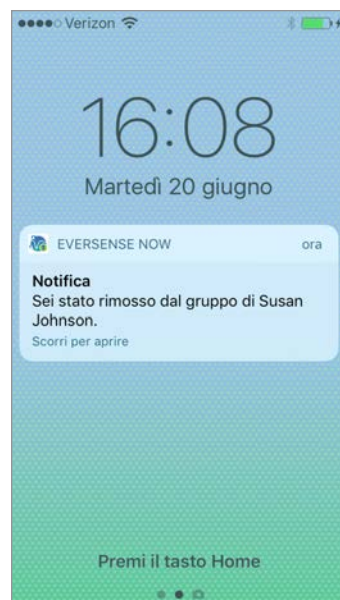 Verizon
16:08
Martedì 20 giugno
EVERSENSE NOW ora
Notifica
Sei stato rimosso dal gruppo di Susan
Johnson.
Scorri per aprire
Premi il tasto Home